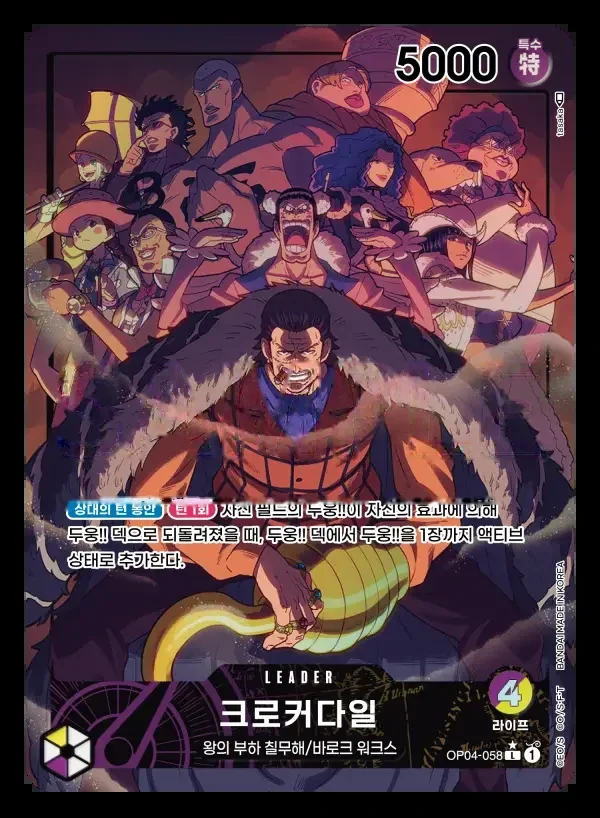 5000
특수
特
tasaka
상대의 턴 동안 턴 1회 자신 필드의 두웅!!이 자신의 효과에 의해
두웅!! 덱으로 되돌려졌을 때, 두웅!! 덱에서 두웅!!을 1장까지 액티브
상태로 추가한다.
LEADER
4
크로커다일
라이프
왕의 부하 칠무해/바로크 워크스
OP04-058 L 1
©EO/S ©O/S·F·T BANDAI MADE IN KOREA